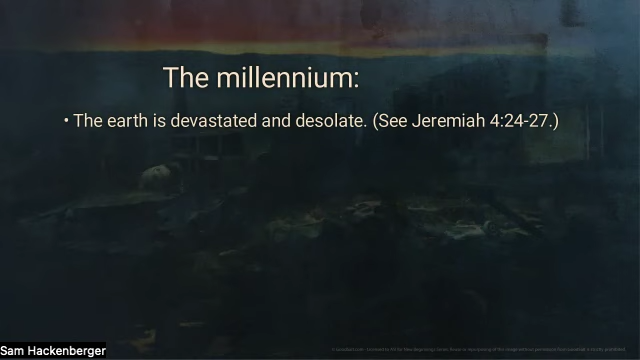 The millennium:
• The earth is devastated and desolate. (See Jeremiah 4:24-27.)
Sam Hackenberger